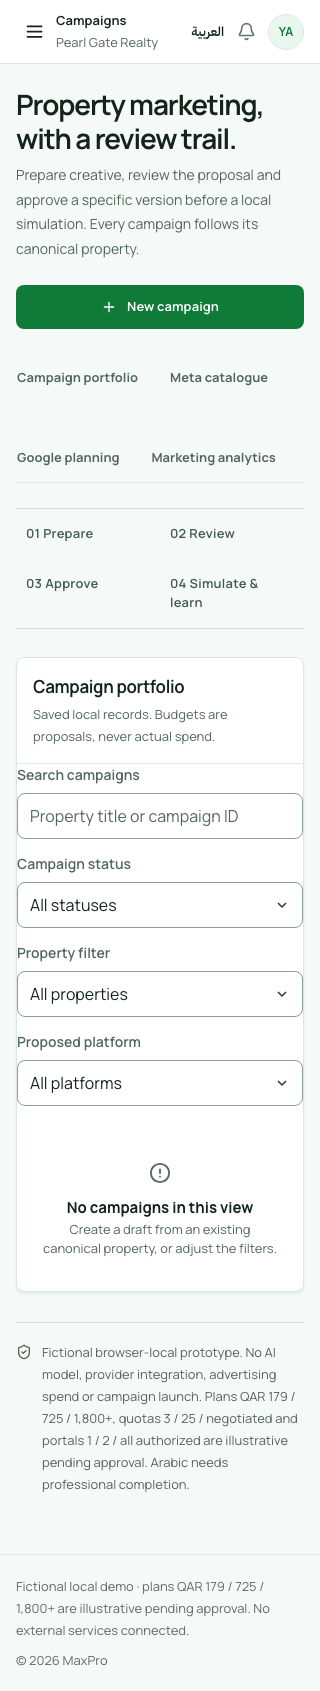 Campaigns
Pearl Gate Realty
العربية
YA
Property marketing,
with a review trail.
Prepare creative, review the proposal and
approve a specific version before a local
simulation. Every campaign follows its
canonical property.
New campaign
Campaign portfolio
Meta catalogue
Google planning
Marketing analytics
01 Prepare
02 Review
03 Approve
04 Simulate &
learn
Campaign portfolio
Saved local records. Budgets are
proposals, never actual spend.
Search campaigns
Property title or campaign ID
Campaign status
All statuses
Property filter
All properties
Proposed platform
All platforms
No campaigns in this view
Create a draft from an existing
canonical property, or adjust the filters.
Fictional browser-local prototype. No AI
model, provider integration, advertising
spend or campaign launch. Plans QAR 179 /
725 / 1,800+, quotas 3 / 25 / negotiated and
portals 1 / 2 / all authorized are illustrative
pending approval. Arabic needs
professional completion.
Fictional local demo · plans QAR 179 / 725 /
1,800+ are illustrative pending approval. No
external services connected.
© 2026 MaxPro